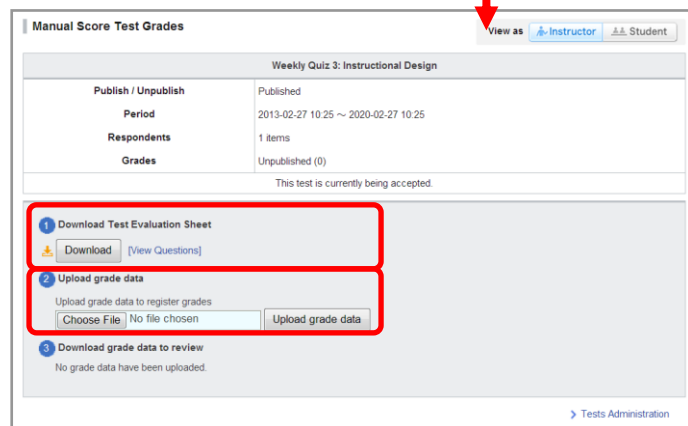 Manual Score Test Grades
View as Instructor Student
Weekly Quiz 3: Instructional Design
Publish / Unpublish Published
Period 2013-02-27 10:25 ~ 2020-02-27 10:25
Respondents 1 items
Grades Unpublished (0)
This test is currently being accepted.
1 Download Test Evaluation Sheet
Download [View Questions]
2 Upload grade data
Upload grade data to register grades
Choose File No file chosen Upload grade data
3 Download grade data to review
No grade data have been uploaded.
Tests Administration